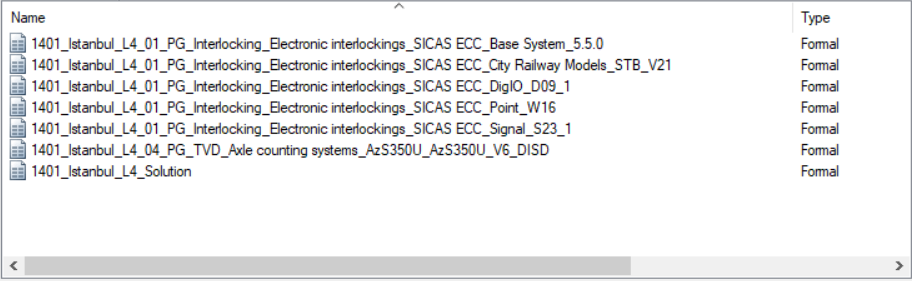 Name Type
1401_Istanbul_L4_01_PG_Interlocking_Electronic interlockings_SICAS ECC_Base System_5.5.0 Formal
1401_Istanbul_L4_01_PG_Interlocking_Electronic interlockings_SICAS ECC_City Railway Models_STB_V21 Formal
1401_Istanbul_L4_01_PG_Interlocking_Electronic interlockings_SICAS ECC_DigIO_D09_1 Formal
1401_Istanbul_L4_01_PG_Interlocking_Electronic interlockings_SICAS ECC_Point_W16 Formal
1401_Istanbul_L4_01_PG_Interlocking_Electronic interlockings_SICAS ECC_Signal_S23_1 Formal
1401_Istanbul_L4_04_PG_TVD_Axle counting systems_AzS350U_AzS350U_V6_DISD Formal
1401_Istanbul_L4_Solution Formal